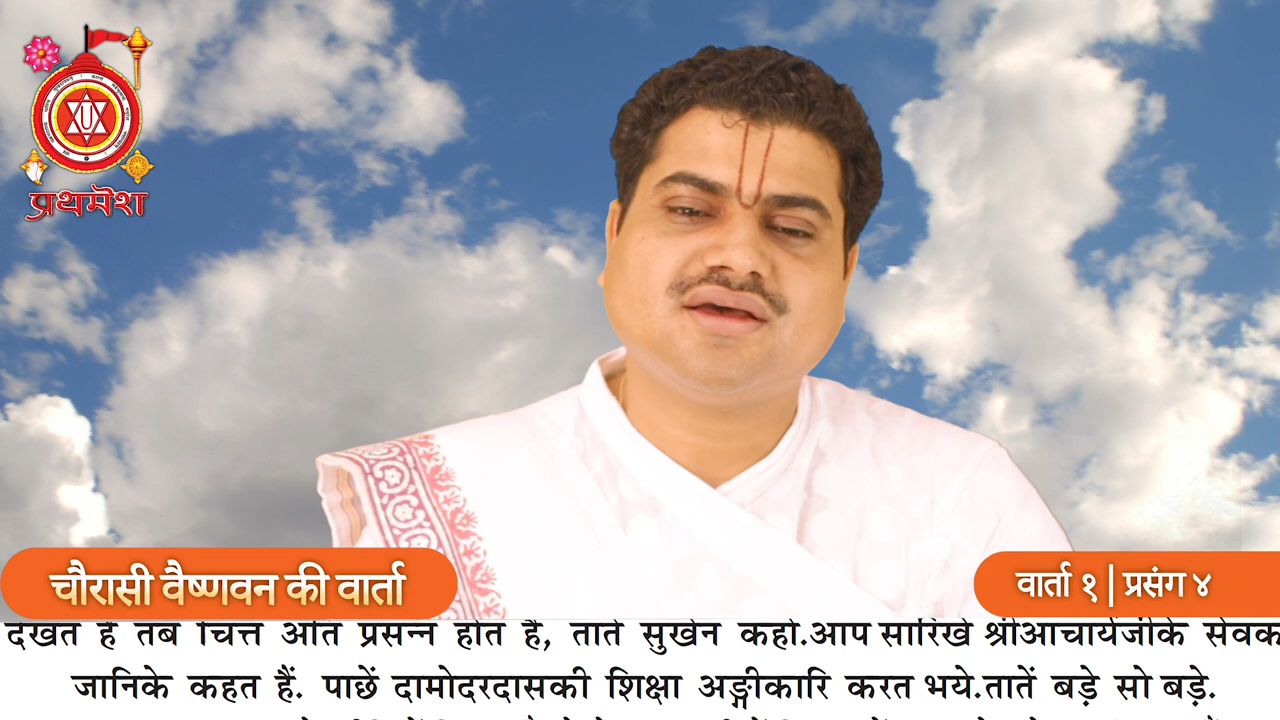 प्रथमेश
चौरासी वैष्णवन की वार्ता
वार्ता १ | प्रसंग ४
देखत हैं तब चित्त अति प्रसन्न होत है, तातें सुखेन कहो.आप सारिखे श्रीआचार्यजीके सेवक
जानिके कहत हैं. पाछें दामोदरदासकी शिक्षा अङ्गीकारि करत भये.तातें बड़े सो बड़े.